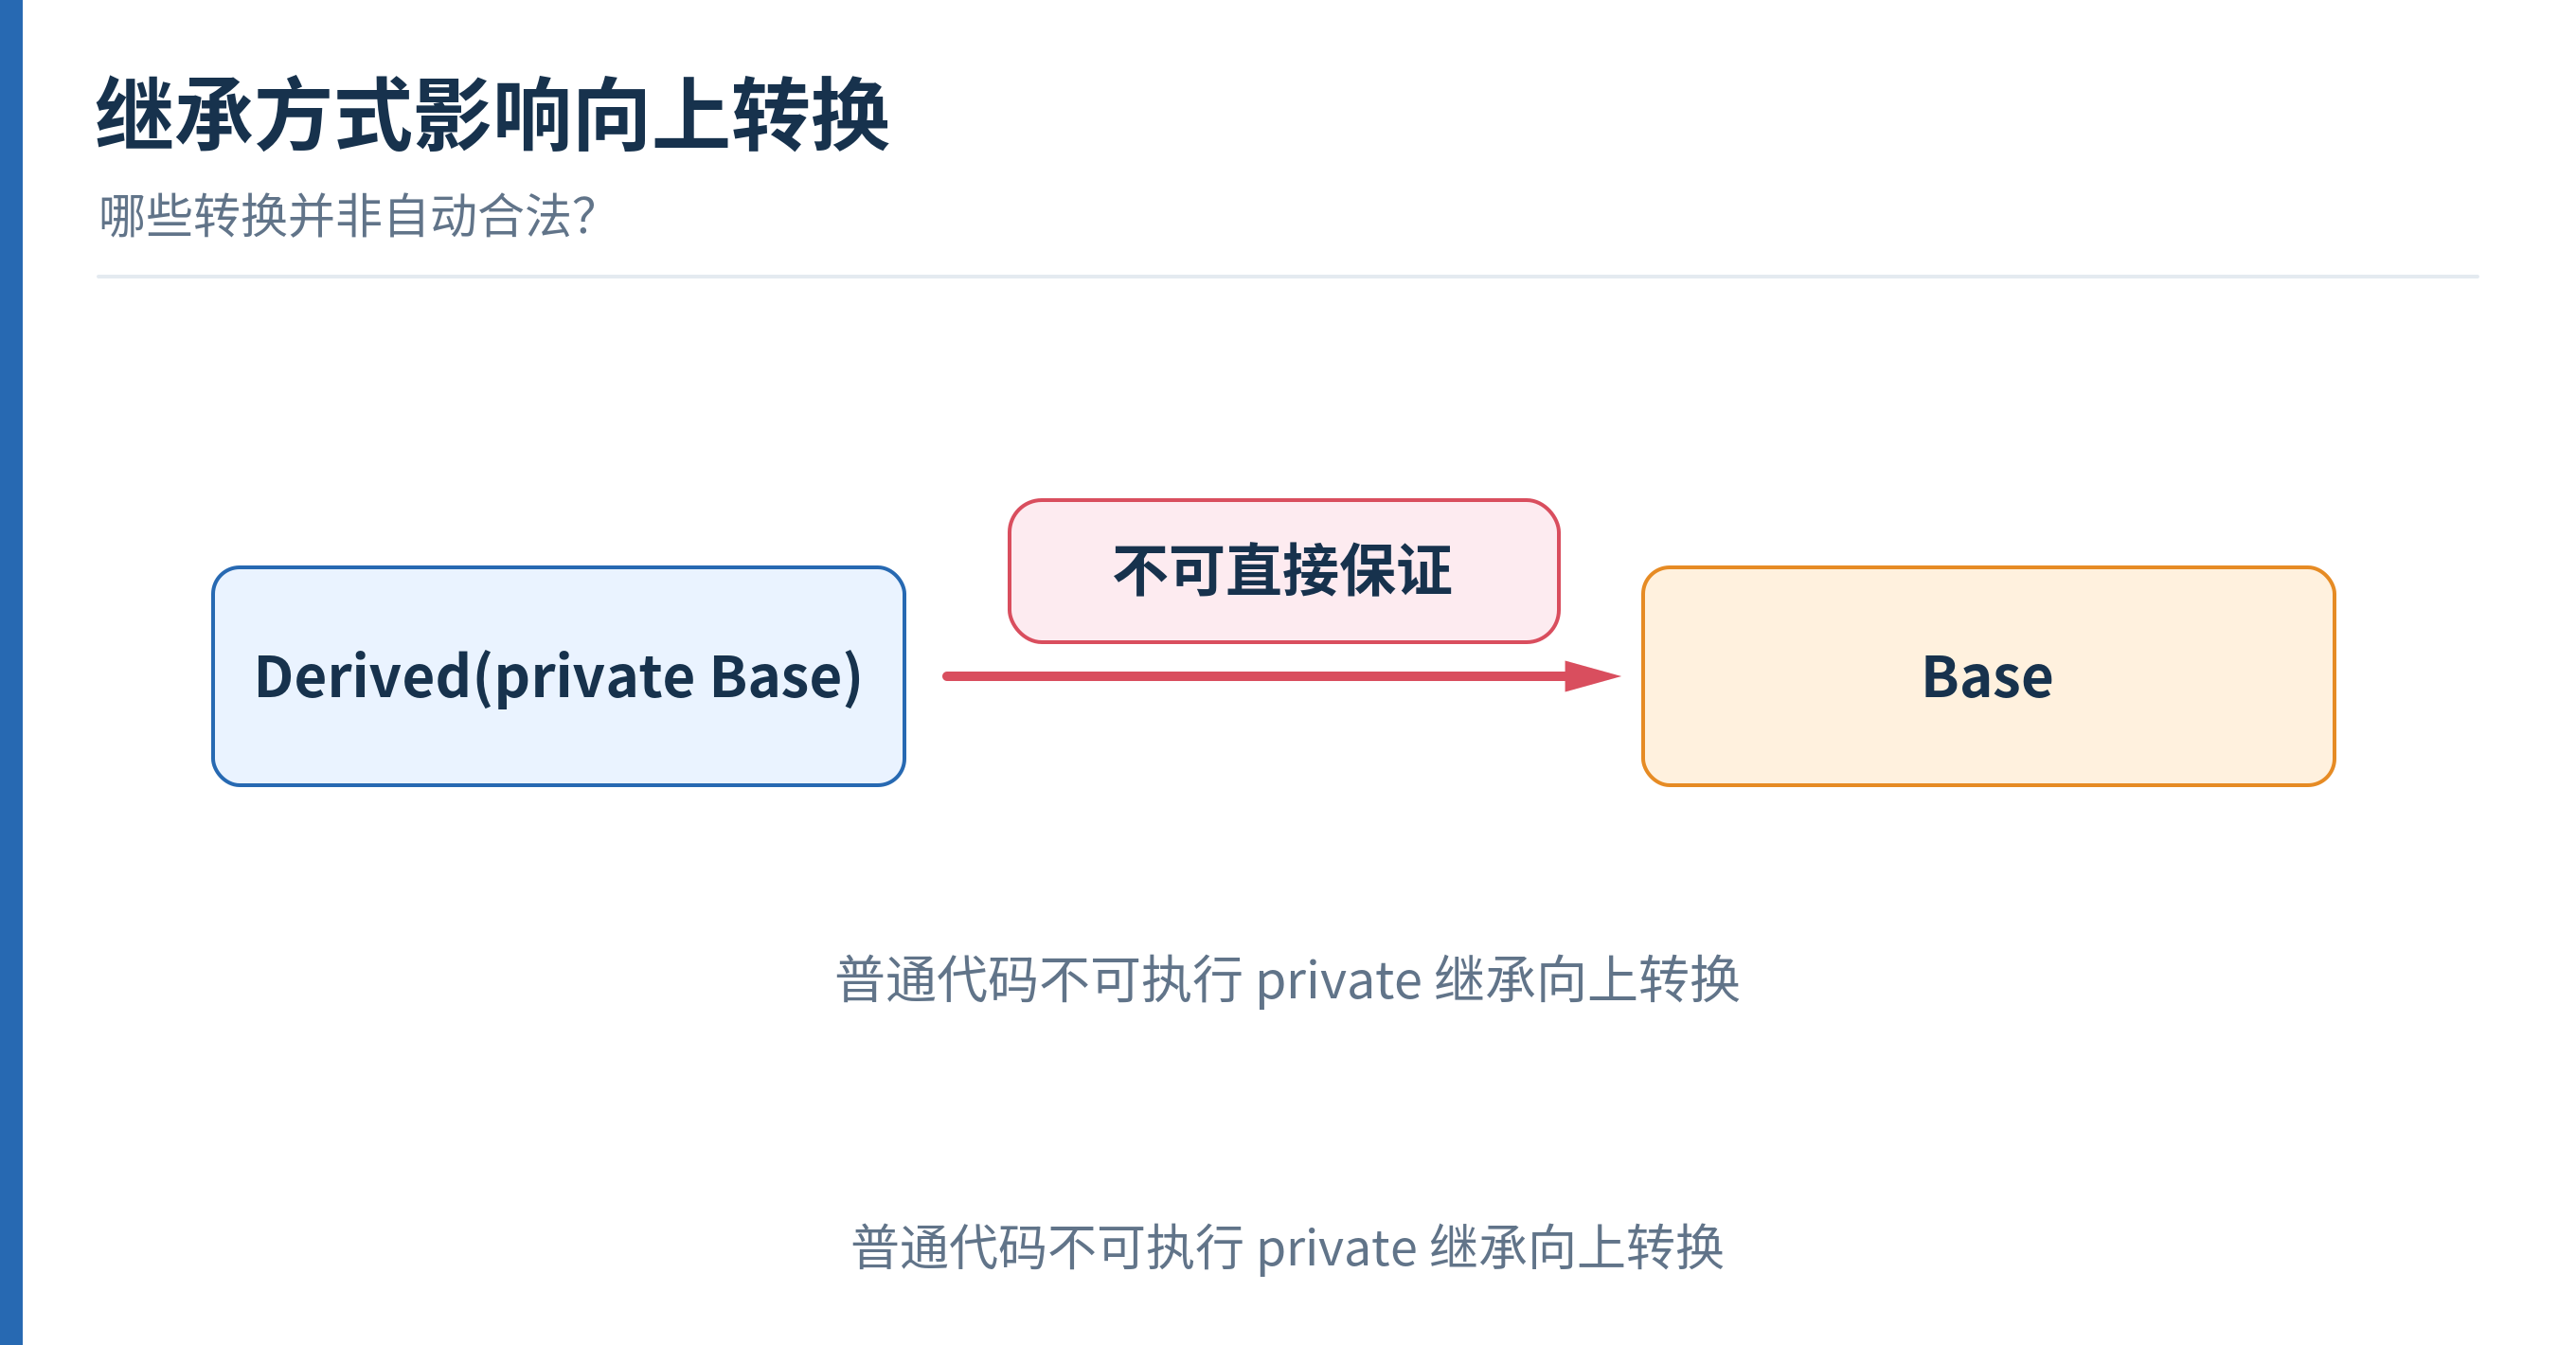 继承方式影响向上转换
哪些转换并非自动合法？
不可直接保证
Derived(private Base)
Base
普通代码不可执行 private 继承向上转换
普通代码不可执行 private 继承向上转换